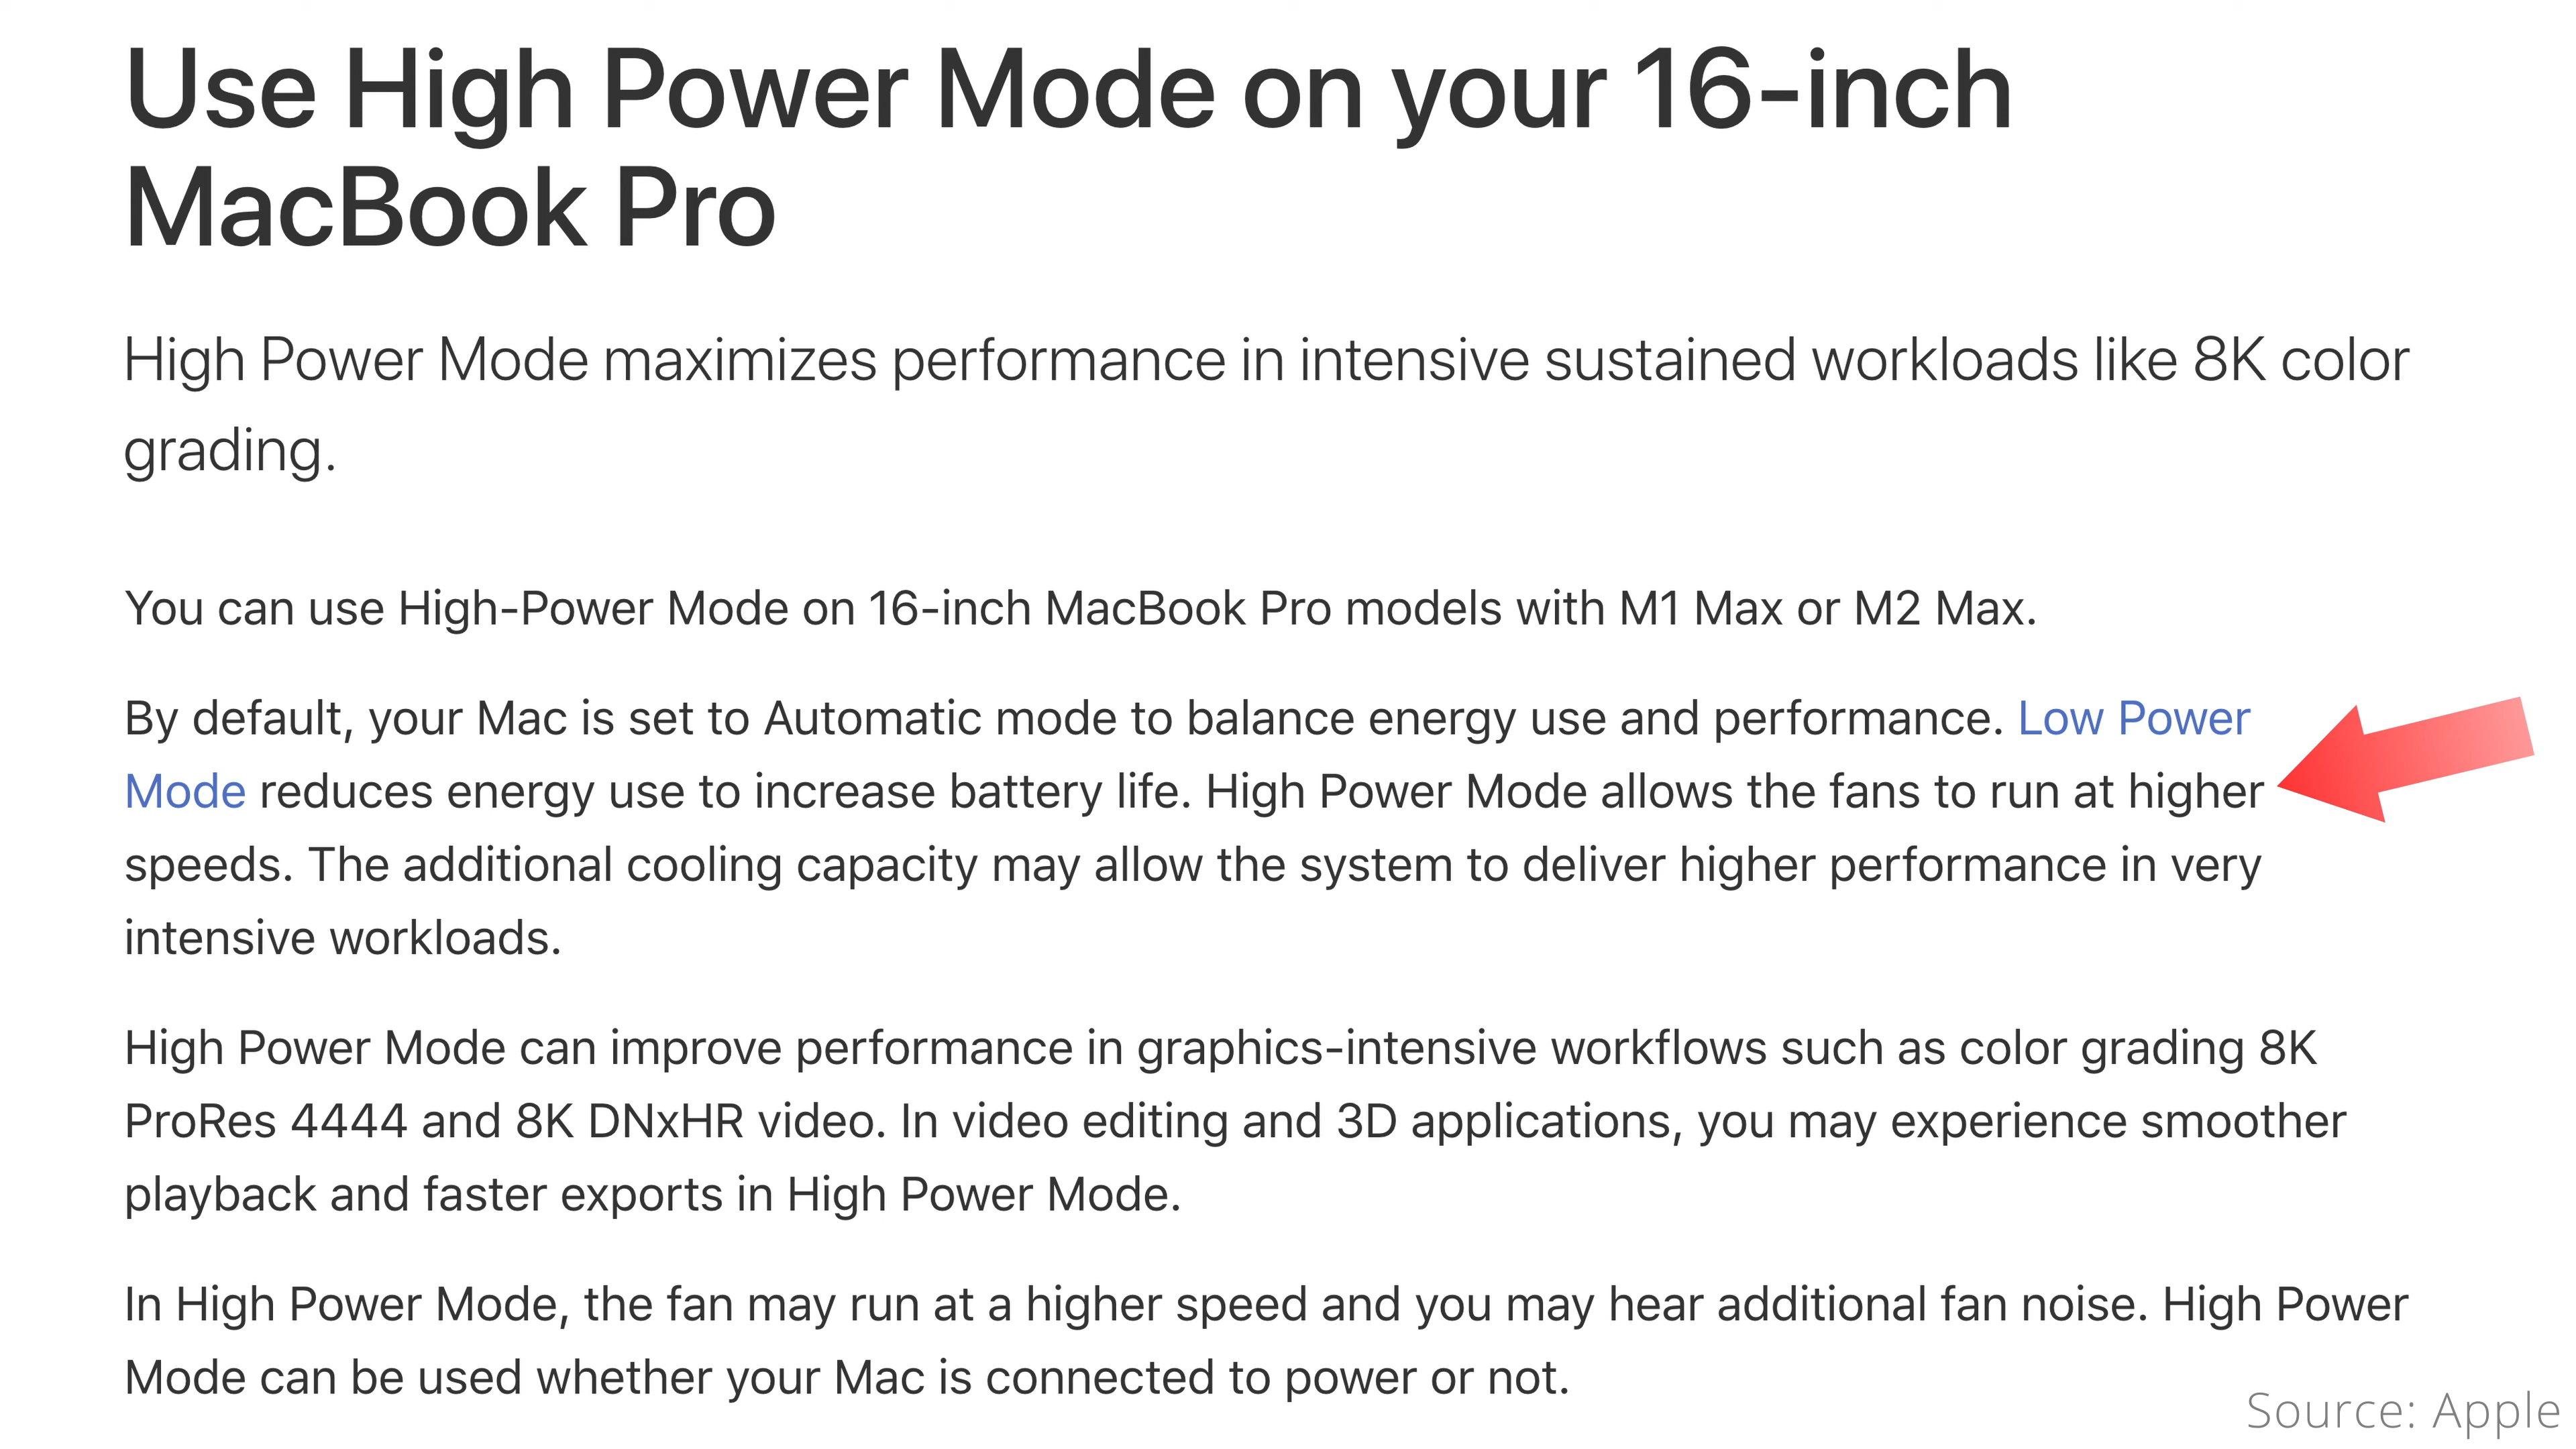 Use High Power Mode on your 16-inch
MacBook Pro
High Power Mode maximizes performance in intensive sustained workloads like 8K color
grading.
You can use High-Power Mode on 16-inch MacBook Pro models with M1 Max or M2 Max.
By default, your Mac is set to Automatic mode to balance energy use and performance. Low Power
Mode reduces energy use to increase battery life. High Power Mode allows the fans to run at higher
speeds. The additional cooling capacity may allow the system to deliver higher performance in very
intensive workloads.
High Power Mode can improve performance in graphics-intensive workflows such as color grading 8K
ProRes 4444 and 8K DNxHR video. In video editing and 3D applications, you may experience smoother
playback and faster exports in High Power Mode.
In High Power Mode, the fan may run at a higher speed and you may hear additional fan noise. High Power
Mode can be used whether your Mac is connected to power or not.
Source: Apple